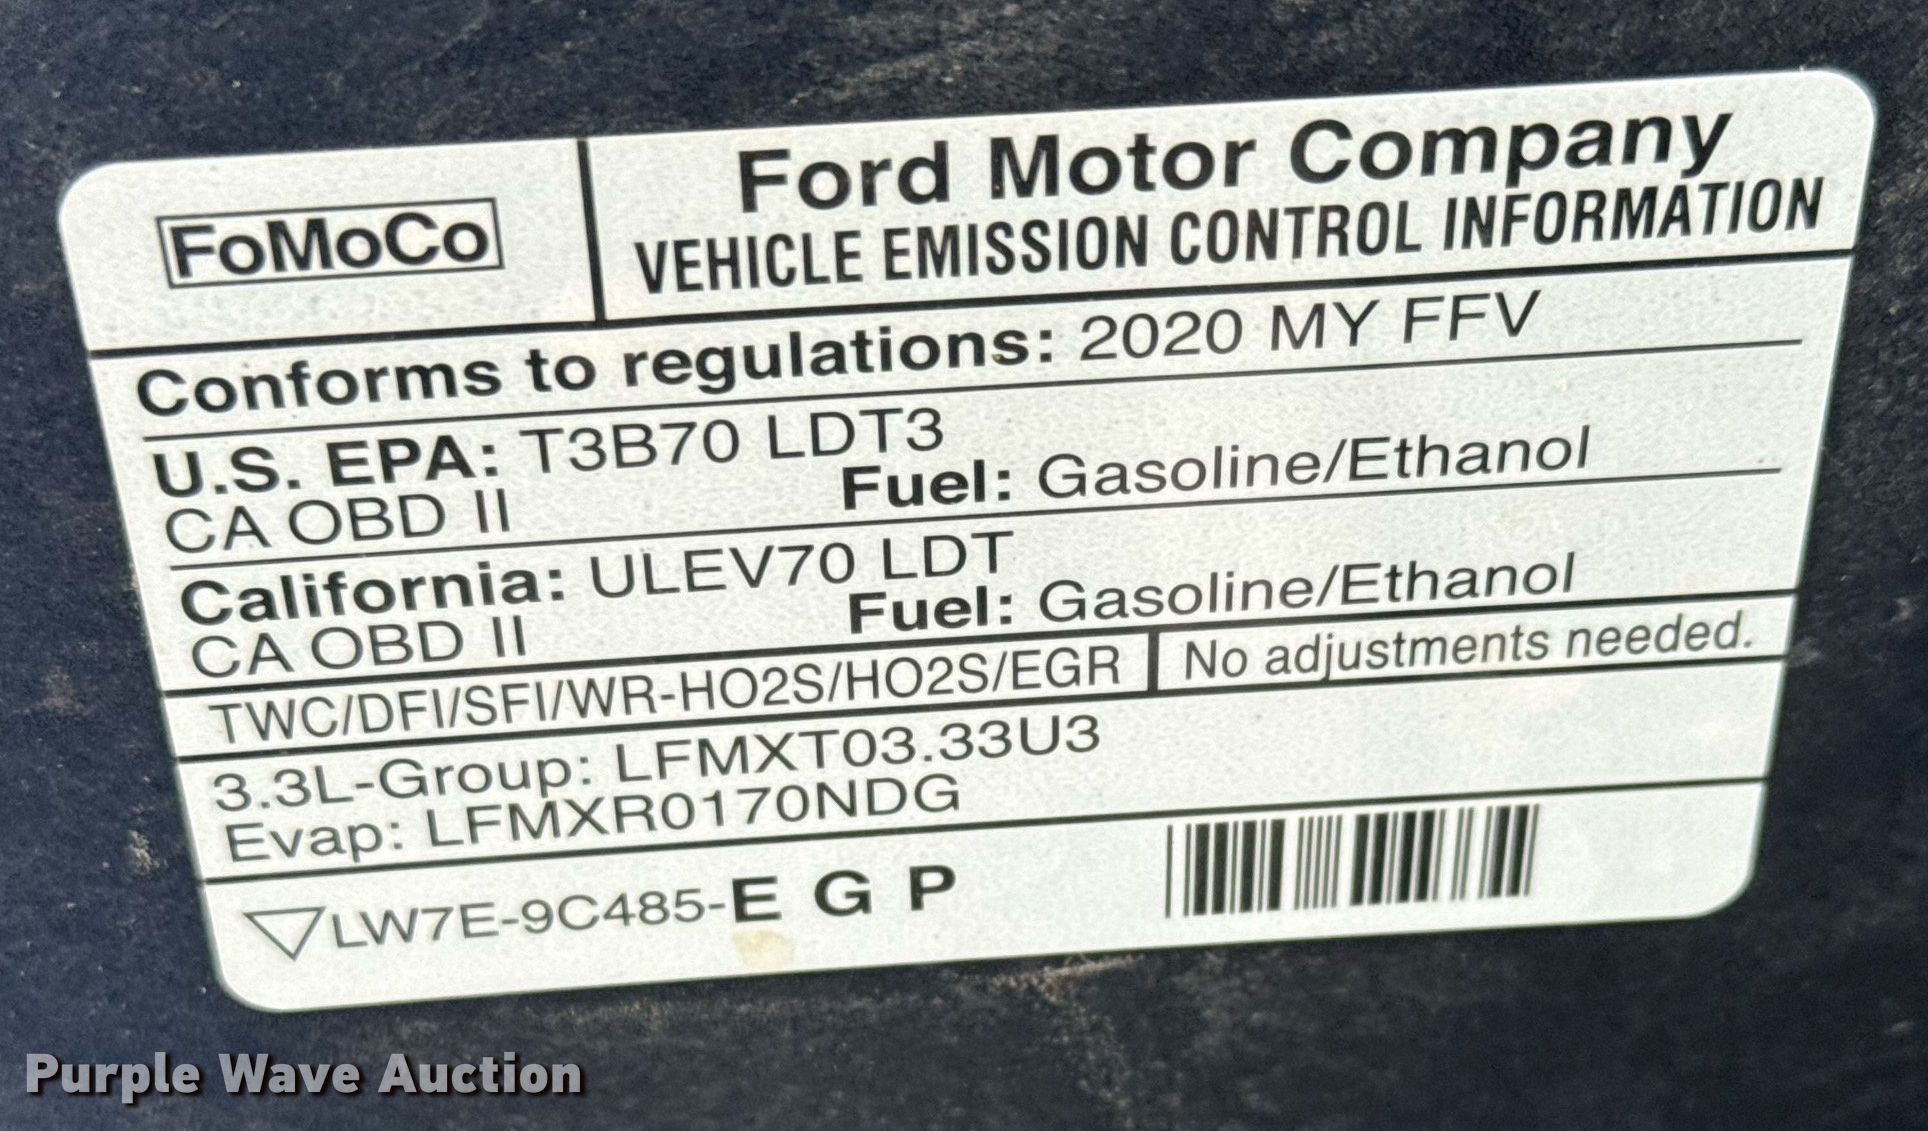 FoMoCo
Ford Motor Company
VEHICLE EMISSION CONTROL INFORMATION
Conforms to regulations: 2020 MY FFV
U.S. EPA: T3B70 LDT3
CA OBD II Fuel: Gasoline/Ethanol
California: ULEV70 LDT
CA OBD II Fuel: Gasoline/Ethanol
TWC/DFI/SFI/WR-HO2S/HO2S/EGR No adjustments needed.
3.3L-Group: LFMXT03.33U3
Evap: LFMXR0170NDG
LW7E-9C485-E G P
Purple Wave Auction